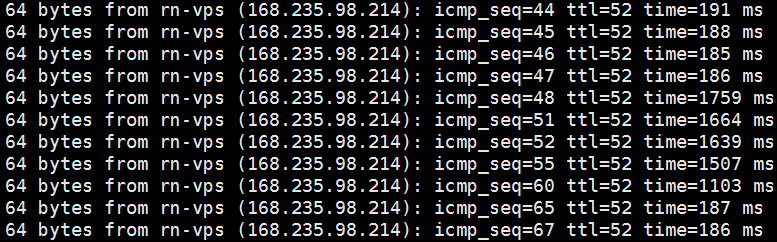 64 bytes from rn-vps (168.235.98.214): icmp_seq=44 ttl=52 time=191 ms
64 bytes from rn-vps (168.235.98.214): icmp_seq=45 ttl=52 time=188 ms
64 bytes from rn-vps (168.235.98.214): icmp_seq=46 ttl=52 time=185 ms
64 bytes from rn-vps (168.235.98.214): icmp_seq=47 ttl=52 time=186 ms
64 bytes from rn-vps (168.235.98.214): icmp_seq=48 ttl=52 time=1759 ms
64 bytes from rn-vps (168.235.98.214): icmp_seq=51 ttl=52 time=1664 ms
64 bytes from rn-vps (168.235.98.214): icmp_seq=52 ttl=52 time=1639 ms
64 bytes from rn-vps (168.235.98.214): icmp_seq=55 ttl=52 time=1507 ms
64 bytes from rn-vps (168.235.98.214): icmp_seq=60 ttl=52 time=1103 ms
64 bytes from rn-vps (168.235.98.214): icmp_seq=65 ttl=52 time=187 ms
64 bytes from rn-vps (168.235.98.214): icmp_seq=67 ttl=52 time=186 ms